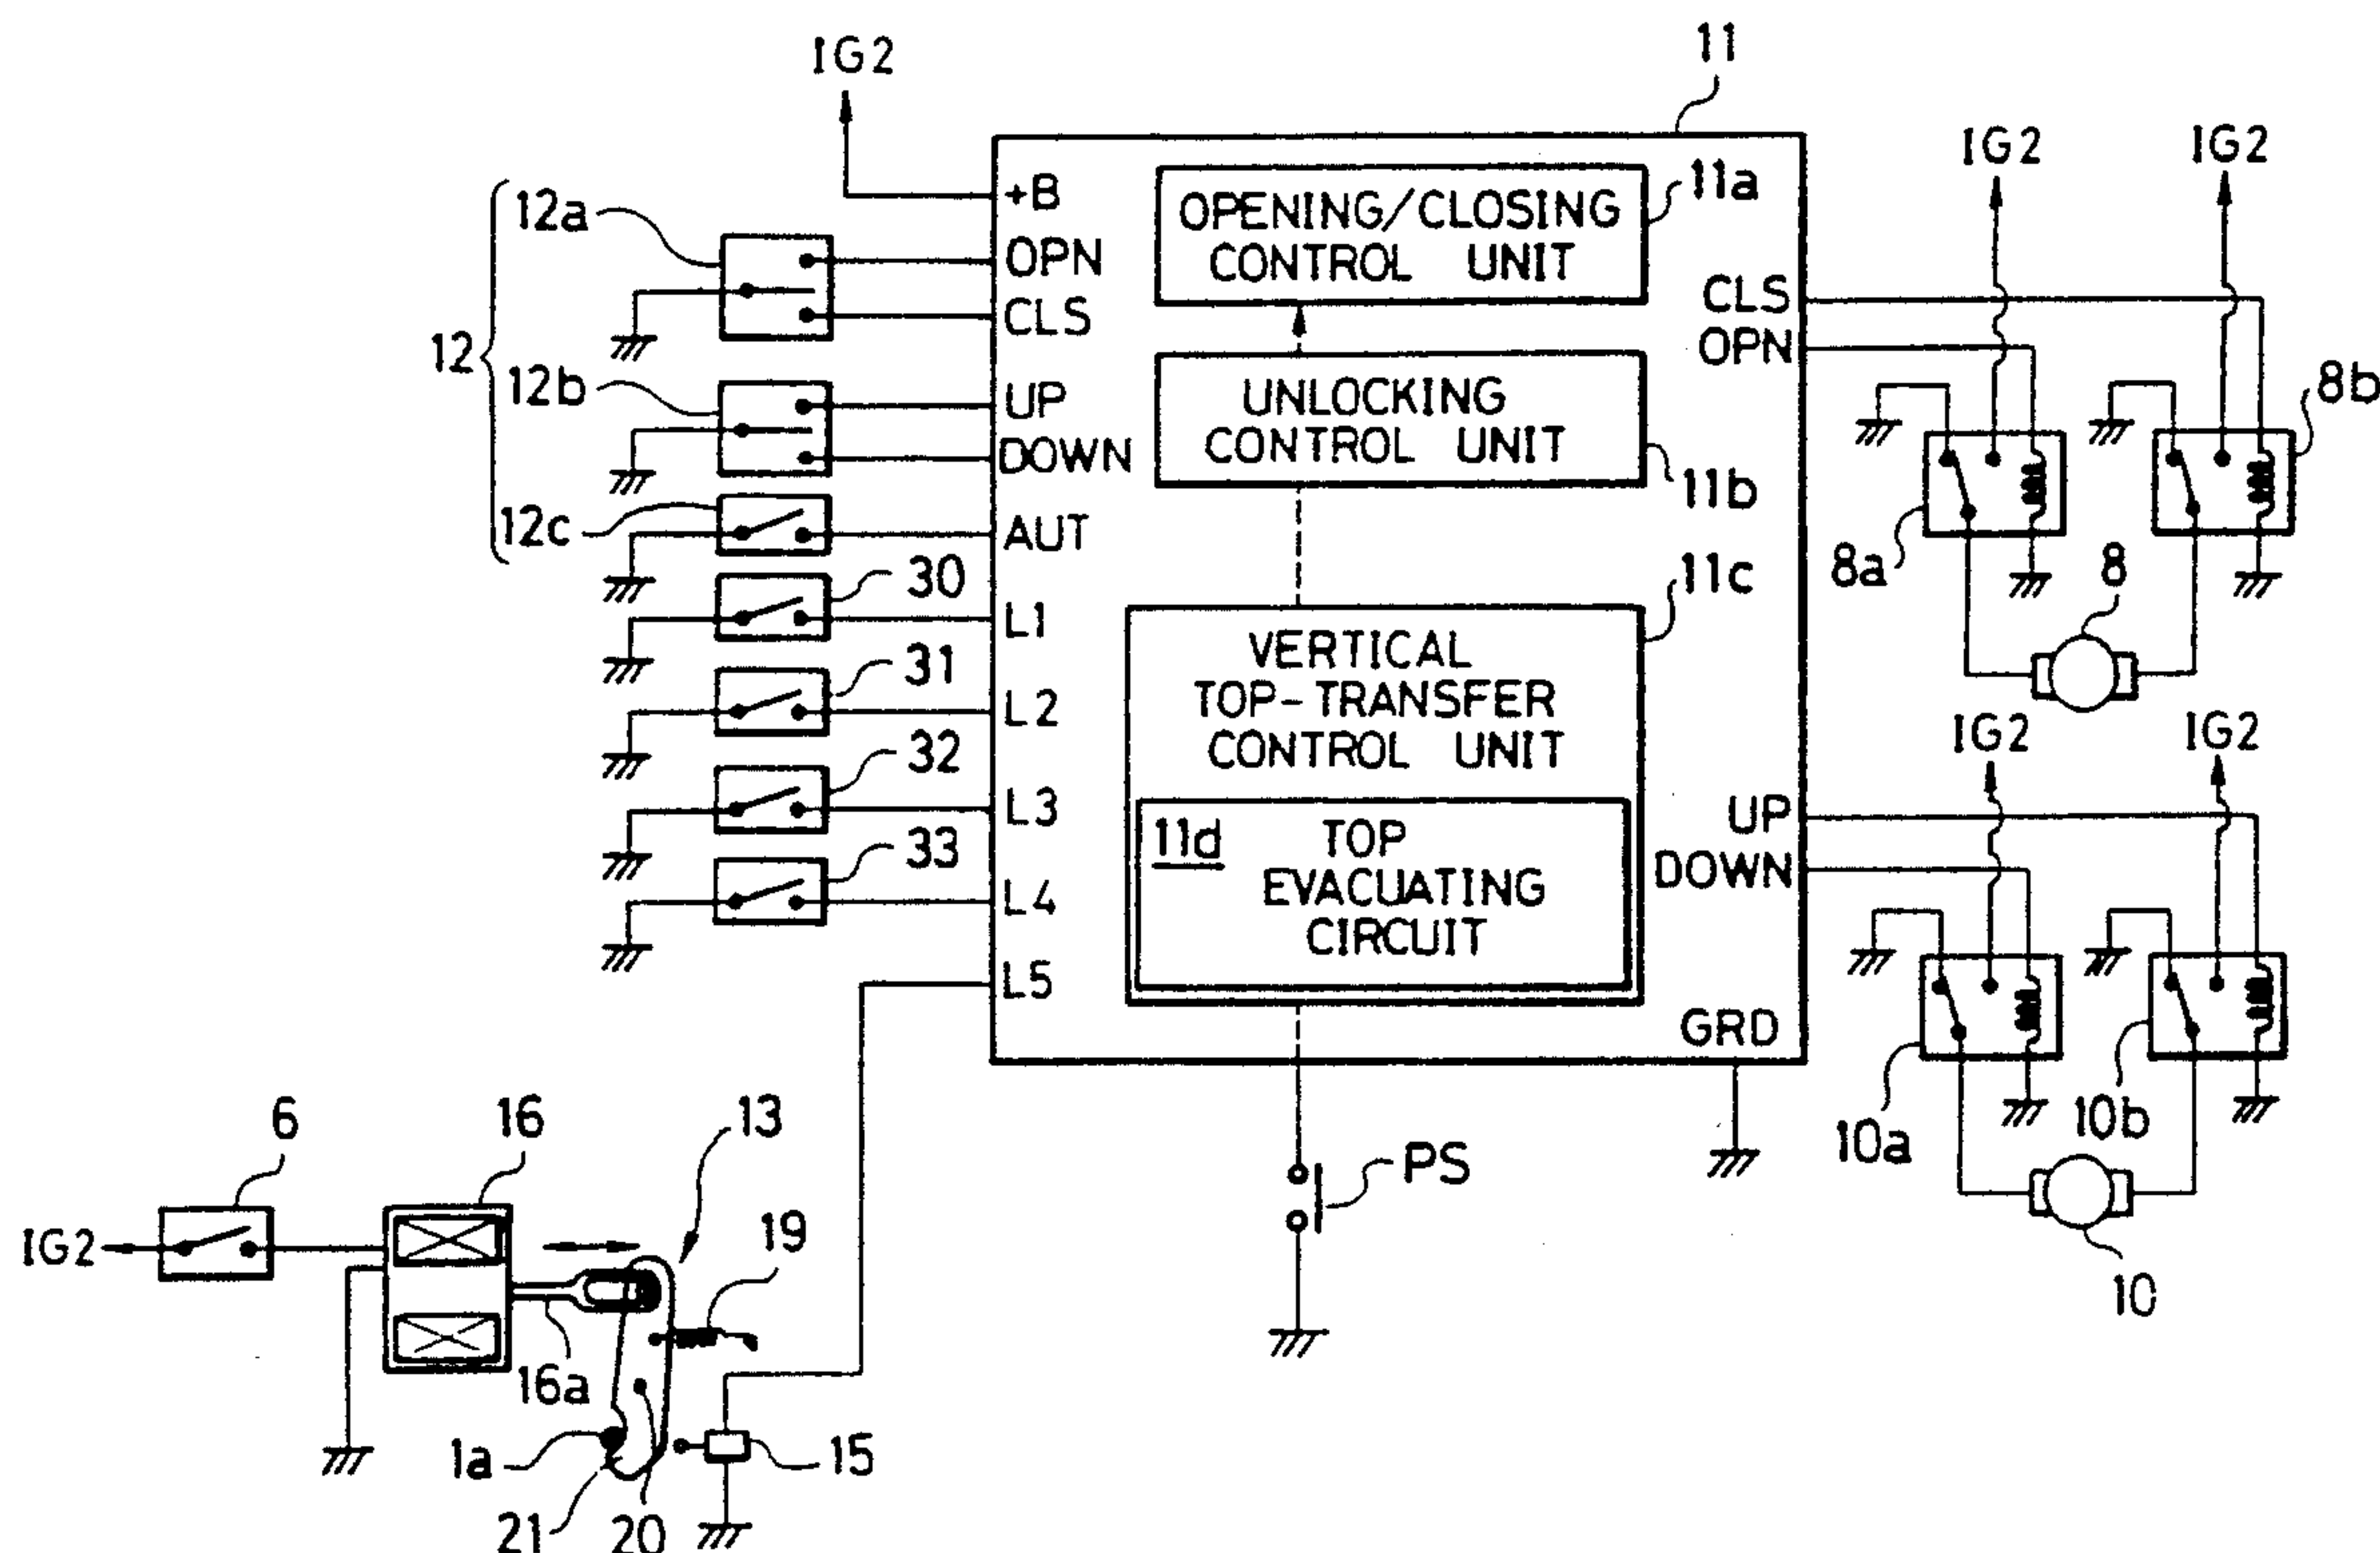 11
IG2
IG2
IG2
+B
OPENING/CLOSING
CONTROL UNIT
11a
12a
OPN
CLS
CLS
OPN
12
12b
UP
DOWN
UNLOCKING
CONTROL UNIT
11b
8b
12c
AUT
8a
8
30
L1
11c
31
L2
VERTICAL
TOP-TRANSFER
CONTROL UNIT
IG2
IG2
32
L3
UP
33
L4
11d
TOP
EVACUATING
CIRCUIT
DOWN
L5
GRD
6
16
13
10a
10b
PS
19
IG2
10
16a
1a
15
21
20